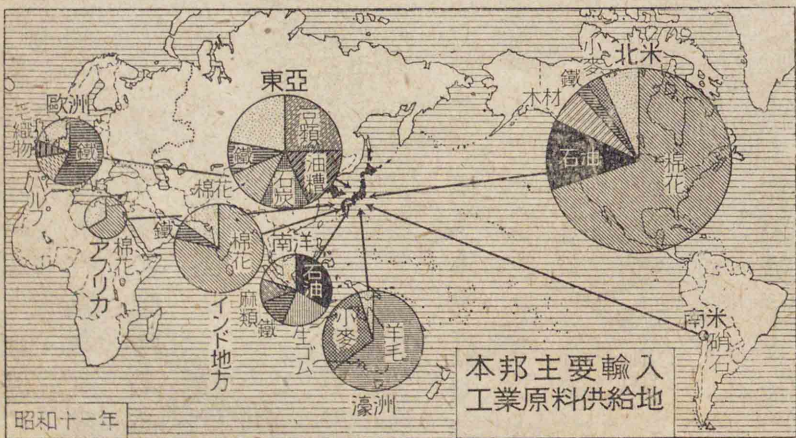 本邦主要輸入
工業原料供給地
昭和十一年
歐洲
毛織物
鐵
パルプ
東亞
豆類
油糟
石炭
棉花
鐵
北米
小麥
鐵
木材
石油
棉花
アフリカ
棉花
インド地方
棉花
鐵
南洋
石油
生ゴム
鐵
麻類
濠洲
羊毛
小麥
南米
硝石